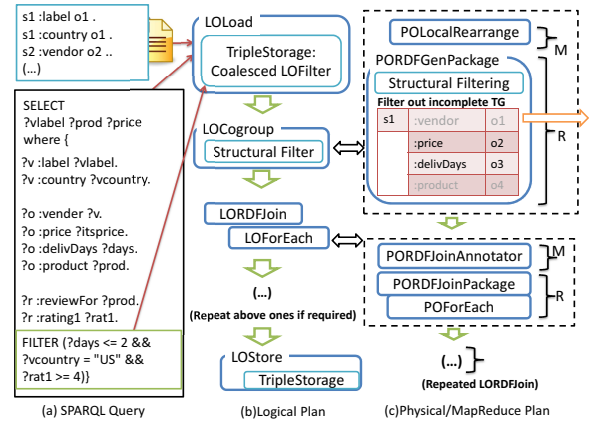 s1 :label o1 .
s1 :country o1 .
s2 :vendor o2 ..
(...)
SELECT
?vlabel ?prod ?price
where {
?v :label ?vlabel.
?v :country ?vcountry.
?o :vender ?v.
?o :price ?itsprice.
?o :delivDays ?days.
?o :product ?prod.
?r :reviewFor ?prod.
?r :rating1 ?rat1.
FILTER (?days <= 2 &&
?vcountry = "US" &&
?rat1 >= 4)}
(a) SPARQL Query
LOLoad
TripleStorage:
Coalesced LOFilter
LOCogroup
Structural Filter
LORDFJoin
LOForEach
(...)
(Repeat above ones if required)
LOStore
TripleStorage
(b)Logical Plan
POLocalRearrange
M
PORDFGenPackage
Structural Filtering
Filter out incomplete TG
s1 :vendor o1
:price o2
:delivDays o3
:product o4
R
PORDFJoinAnnotator
M
PORDFJoinPackage
POForEach
R
(...)
(Repeated LORDFJoin)
(c)Physical/MapReduce Plan